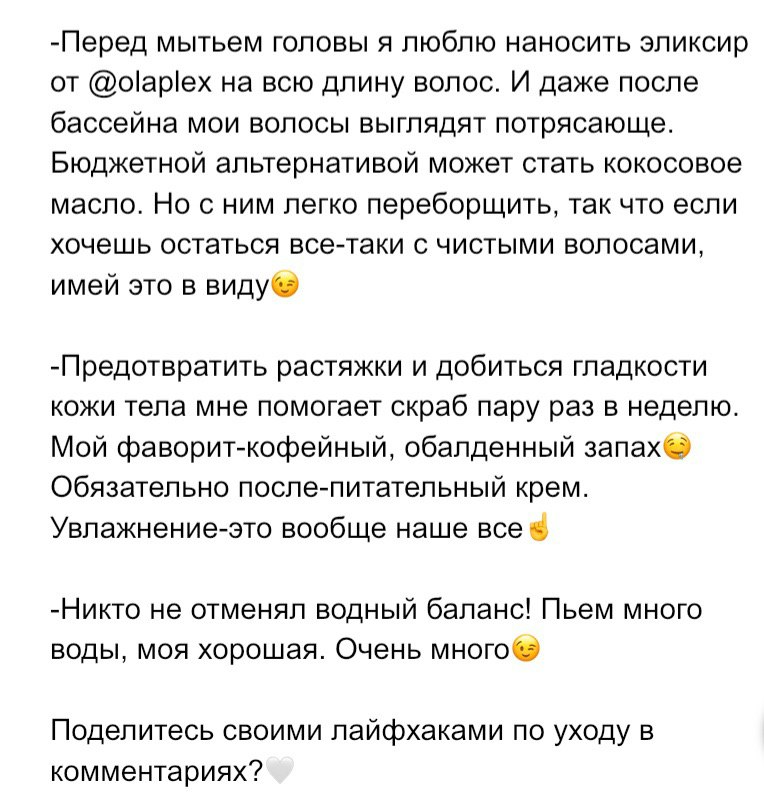 -Перед мытьем головы я люблю наносить эликсир
от @olaplex на всю длину волос. И даже после
бассейна мои волосы выглядят потрясающе.
Бюджетной альтернативой может стать кокосовое
масло. Но с ним легко переборщить, так что если
хочешь остаться все-таки с чистыми волосами,
имей это в виду😉
-Предотвратить растяжки и добиться гладкости
кожи тела мне помогает скраб пару раз в неделю.
Мой фаворит-кофейный, обалденный запах🤤
Обязательно после-питательный крем.
Увлажнение-это вообще наше все☝️
-Никто не отменял водный баланс! Пьем много
воды, моя хорошая. Очень много😉
Поделитесь своими лайфхаками по уходу в
комментариях?🤍